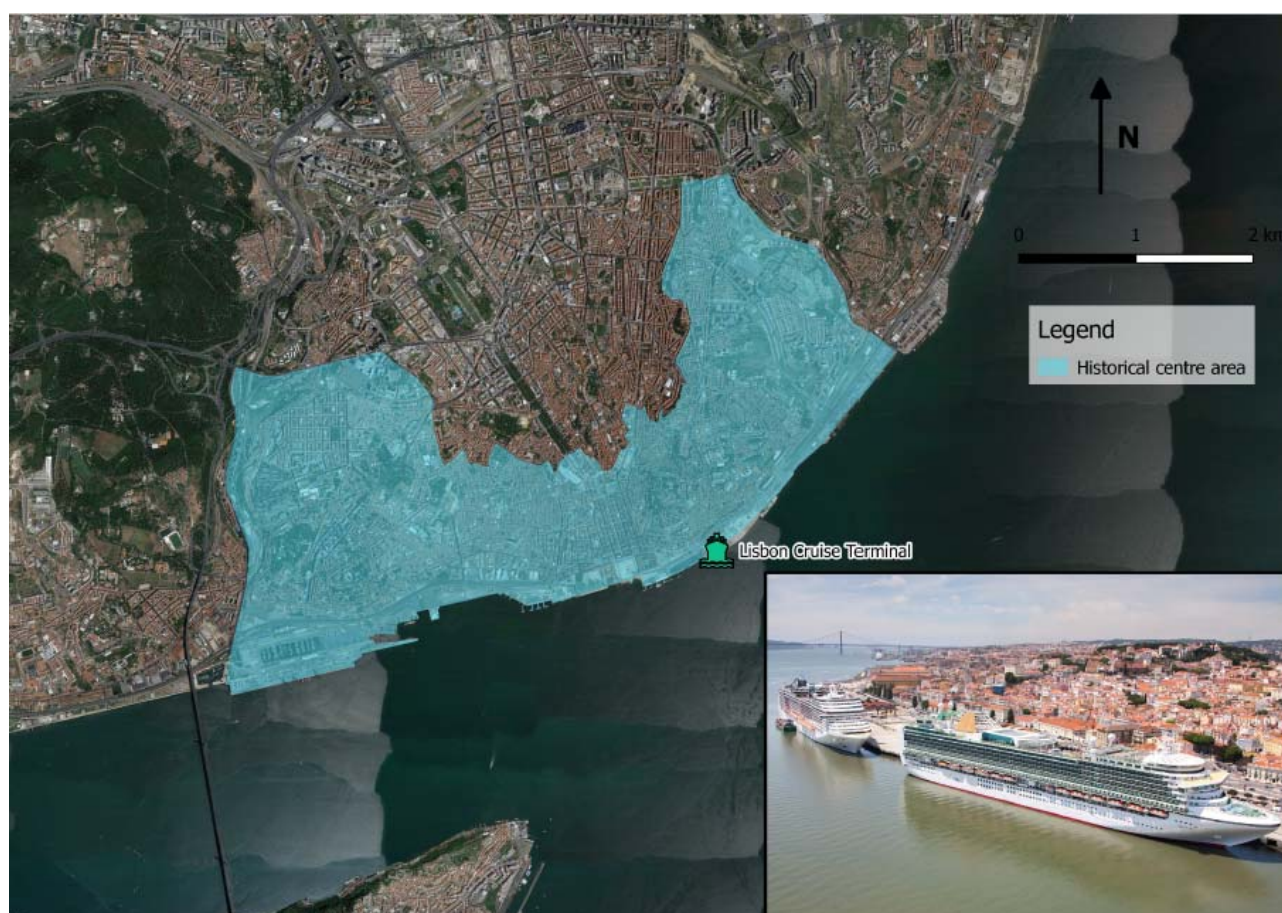 N
0 1 2 km
Legend
Historical centre area
Lisbon Cruise Terminal